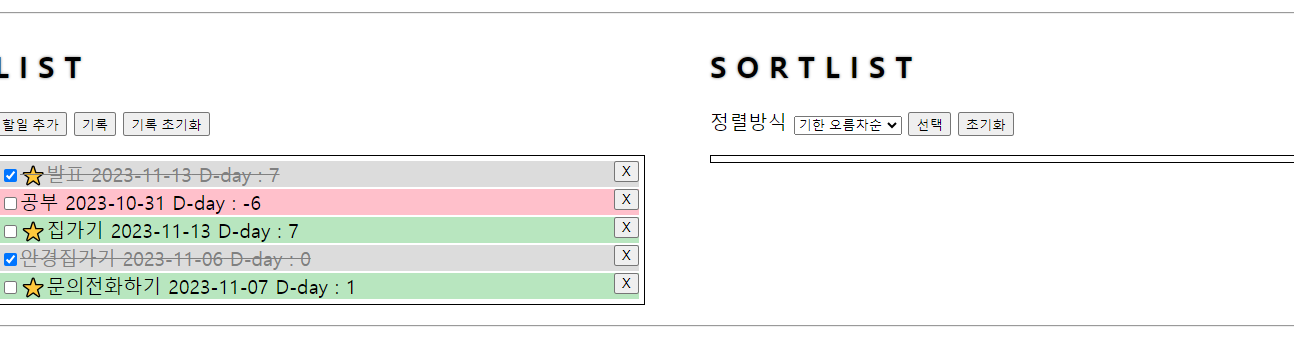 LIST
할일 추가 기록 기록 초기화
발표 2023-11-13 D-day : 7 X
공부 2023-10-31 D-day : -6 X
집가기 2023-11-13 D-day : 7 X
안경집가기 2023-11-06 D-day : 0 X
문의전화하기 2023-11-07 D-day : 1 X
SORTLIST
정렬방식 기한 오름차순 선택 초기화